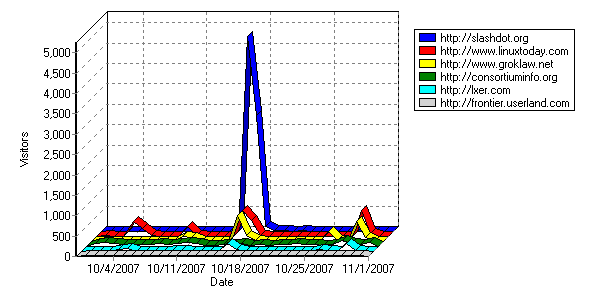 5,000
4,500
4,000
3,500
3,000
2,500
2,000
1,500
1,000
500
0
Visitors
10/4/2007 10/11/2007 10/18/2007 10/25/2007 11/1/2007
Date
http://slashdot.org
http://www.linuxtoday.com
http://www.groklaw.net
http://consortiuminfo.org
http://lxer.com
http://frontier.userland.com